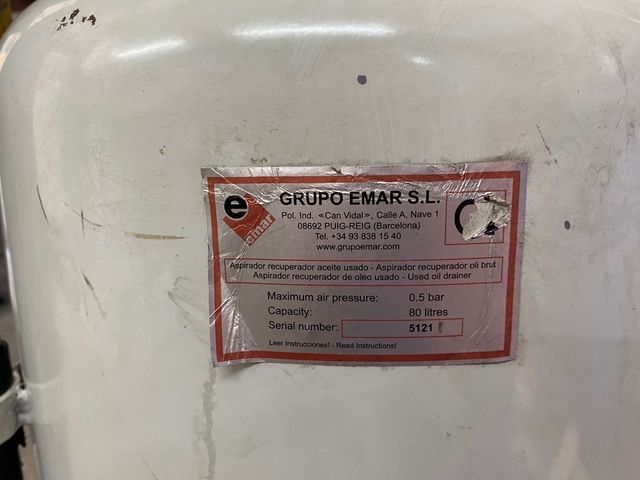 e
emar
GRUPO EMAR S.L.
Pol. Ind. «Can Vidal», Calle A, Nave 1
08692 PUIG-REIG (Barcelona)
Tel. +34 93 838 15 40
www.grupoemar.com
Aspirador recuperador aceite usado - Aspirador recuperador oli brut
Aspirador recuperador de oleo usado - Used oil drainer
Maximum air pressure: 0.5 bar
Capacity: 80 litres
Serial number: 5121
Leer Instrucciones! - Read Instructions!